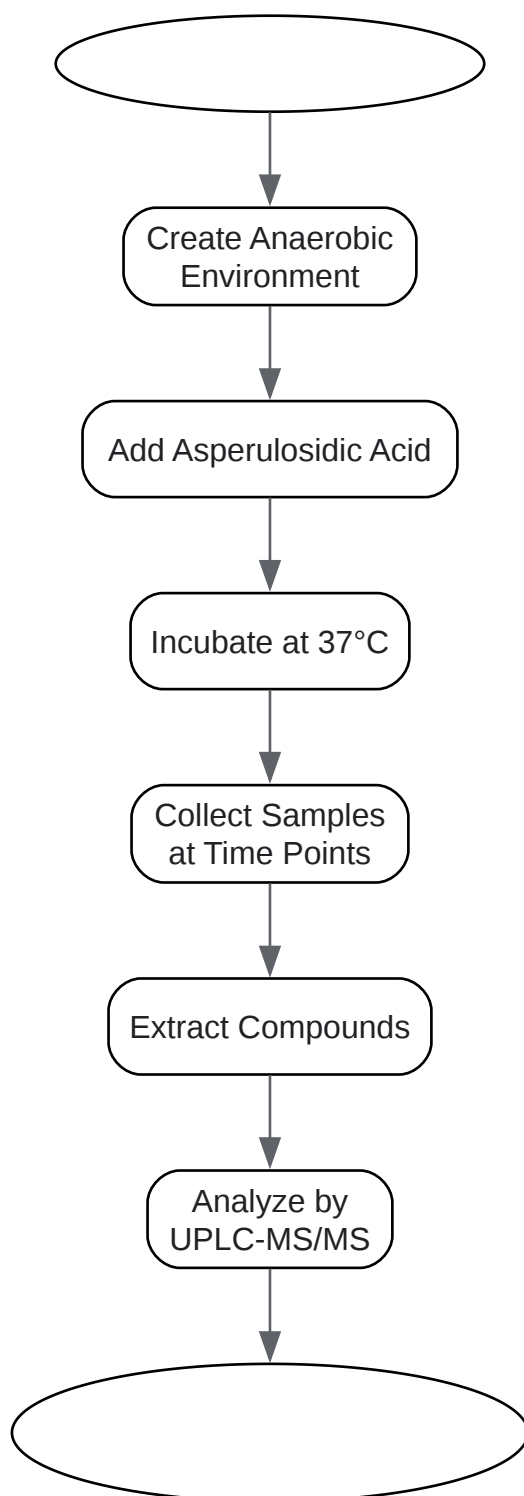 Create Anaerobic
Environment
Add Asperulosidic Acid
Incubate at 37°C
Collect Samples
at Time Points
Extract Compounds
Analyze by
UPLC-MS/MS